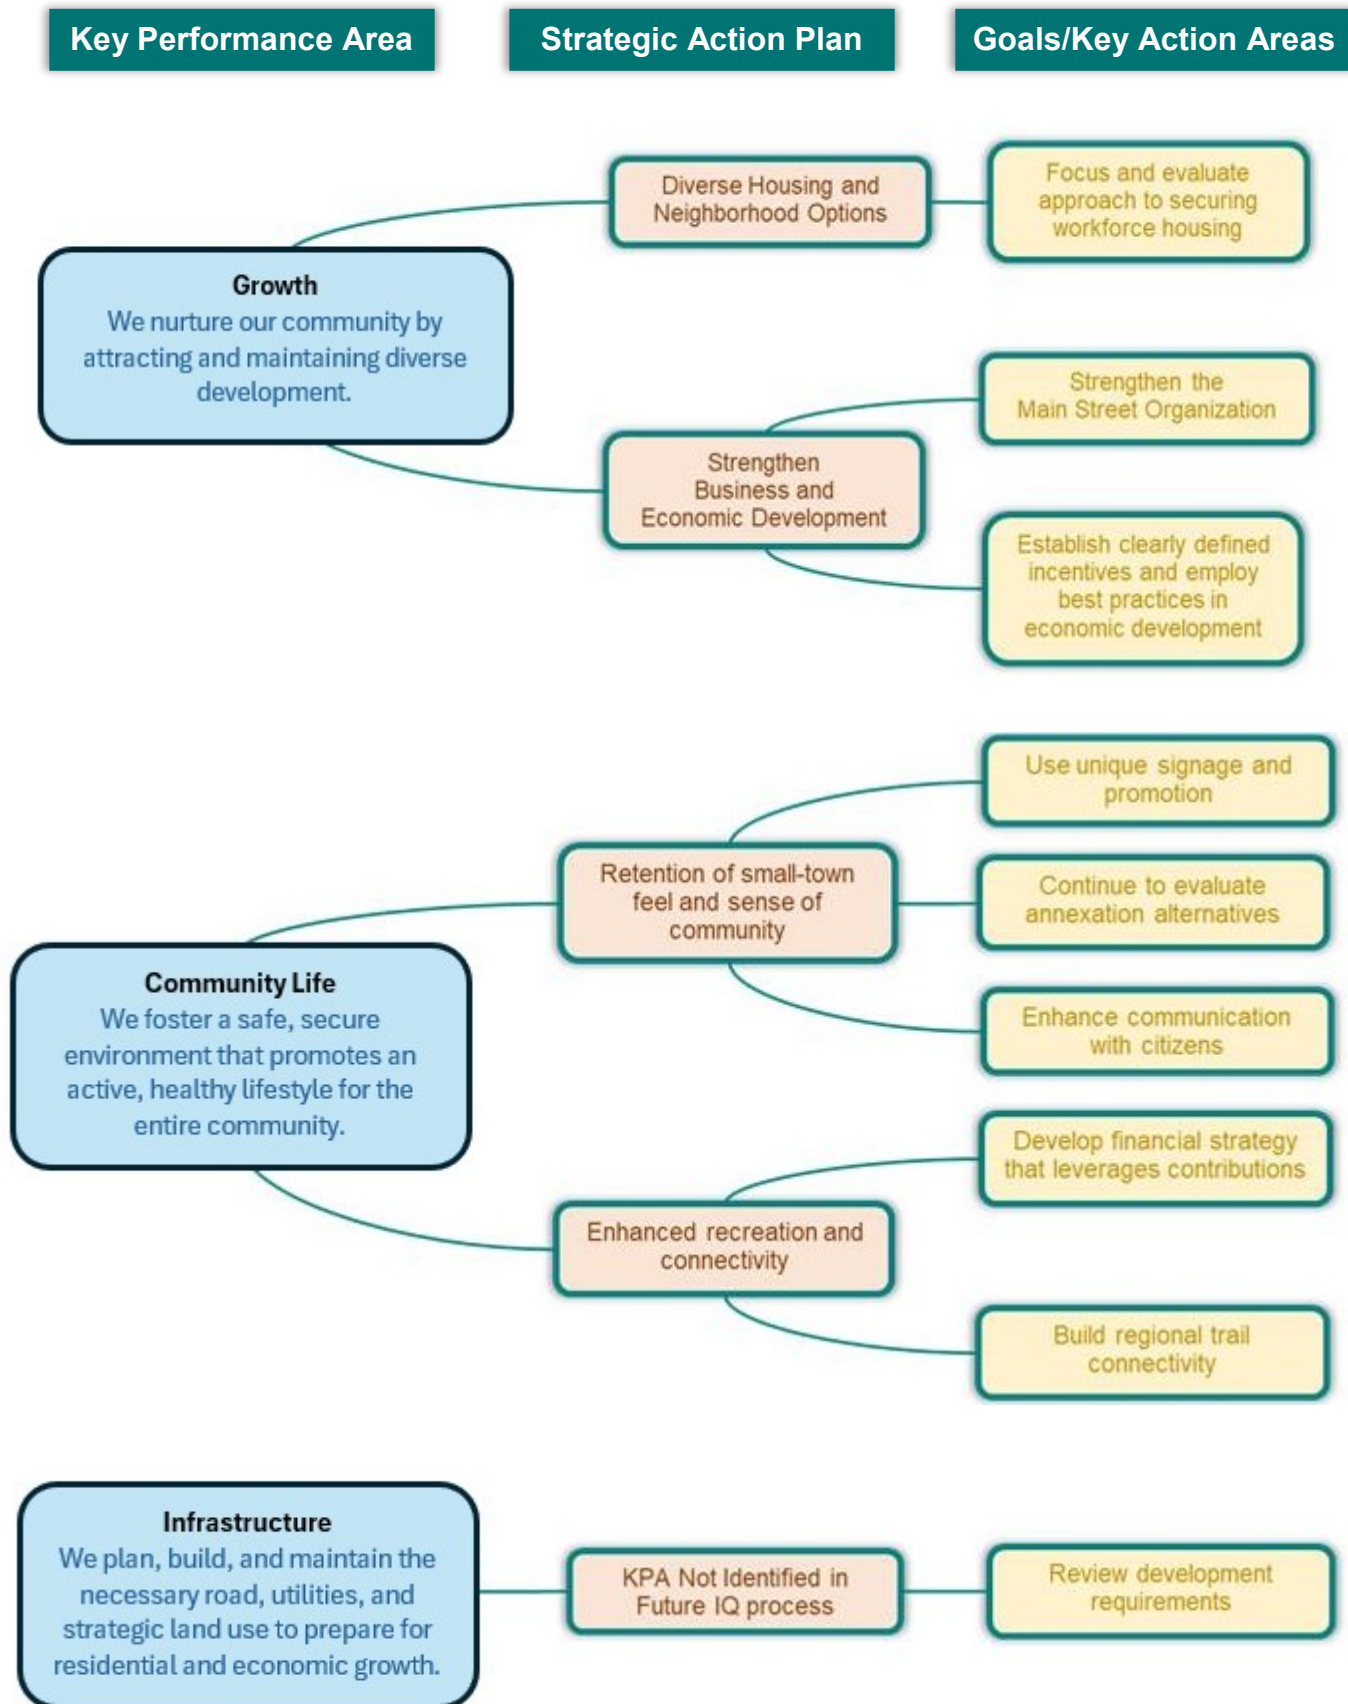 Key Performance Area
Strategic Action Plan
Goals/Key Action Areas
Growth
We nurture our community by
attracting and maintaining diverse
development.
Diverse Housing and
Neighborhood Options
Focus and evaluate
approach to securing
workforce housing
Strengthen
Business and
Economic Development
Strengthen the
Main Street Organization
Establish clearly defined
incentives and employ
best practices in
economic development
Community Life
We foster a safe, secure
environment that promotes an
active, healthy lifestyle for the
entire community.
Retention of small-town
feel and sense of
community
Use unique signage and
promotion
Continue to evaluate
annexation alternatives
Enhance communication
with citizens
Enhanced recreation and
connectivity
Develop financial strategy
that leverages contributions
Build regional trail
connectivity
Infrastructure
We plan, build, and maintain the
necessary road, utilities, and
strategic land use to prepare for
residential and economic growth.
KPA Not Identified in
Future IQ process
Review development
requirements